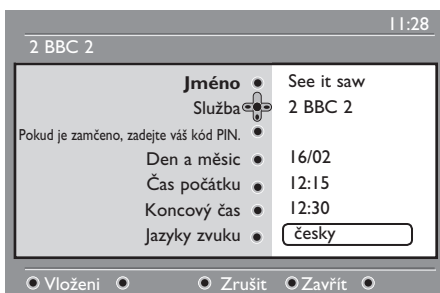 11:28
2 BBC 2
Jméno See it saw
Služba 2 BBC 2
Pokud je zamčeno, zadejte váš kód PIN.
Den a měsic 16/02
Čas počátku 12:15
Koncový čas 12:30
Jazyky zvuku česky
Vloženi Zrušit Zavřít